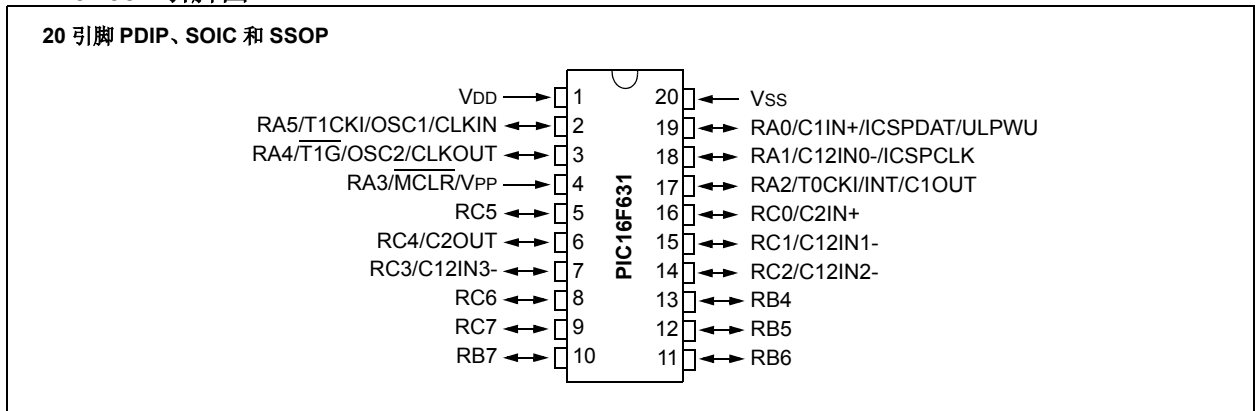 20 引脚 PDIP、SOIC 和 SSOP
VDD 1 20 VSS
RA5/T1CKI/OSC1/CLKIN 2 19 RA0/C1IN+/ICSPDAT/ULPWU
RA4/T1G/OSC2/CLKOUT 3 18 RA1/C12IN0-/ICSPCLK
RA3/MCLR/VPP 4 17 RA2/T0CKI/INT/C1OUT
RC5 5 16 RC0/C2IN+
RC4/C2OUT 6 15 RC1/C12IN1-
RC3/C12IN3- 7 14 RC2/C12IN2-
RC6 8 13 RB4
RC7 9 12 RB5
RB7 10 11 RB6
PIC16F631